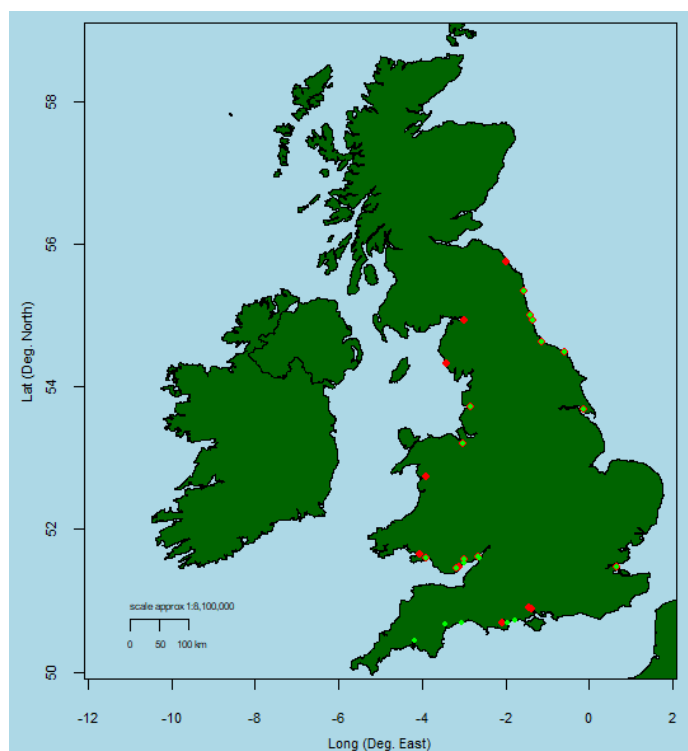 58
56
54
52
50
Lat (Deg. North)
scale approx 1:8,100,000
0 50 100 km
-12 -10 -8 -6 -4 -2 0 2
Long (Deg. East)